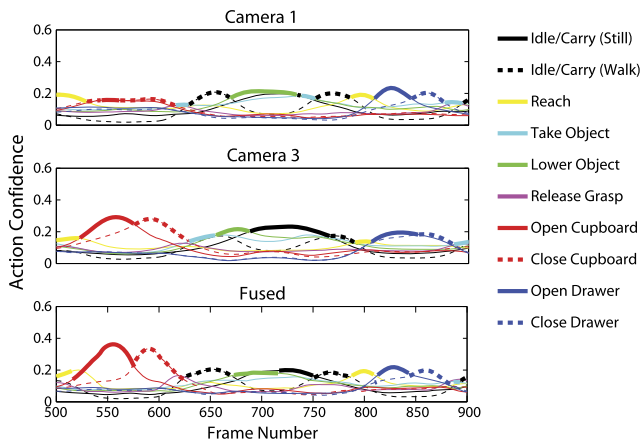 Camera 1
0.6
0.4
0.2
0
Camera 3
0.6
0.4
0.2
0
Fused
0.6
0.4
0.2
0
500 550 600 650 700 750 800 850 900
Frame Number
Action Confidence
Idle/Carry (Still)
Idle/Carry (Walk)
Reach
Take Object
Lower Object
Release Grasp
Open Cupboard
Close Cupboard
Open Drawer
Close Drawer